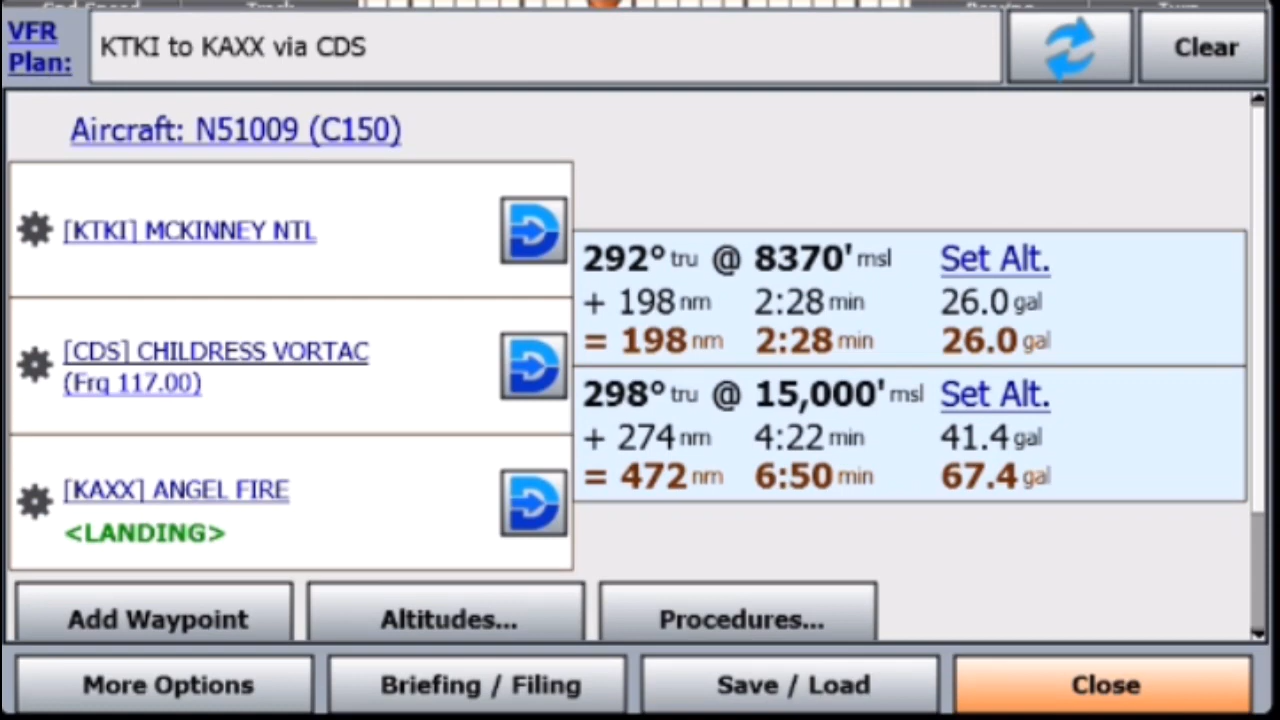 VFR Plan:
KTKI to KAXX via CDS
Clear
Aircraft: N51009 (C150)
[KTKI] MCKINNEY NTL
292° tru @ 8370' msl Set Alt.
+ 198 nm 2:28 min 26.0 gal
= 198 nm 2:28 min 26.0 gal
[CDS] CHILDRESS VORTAC
(Frq 117.00)
298° tru @ 15,000' msl Set Alt.
+ 274 nm 4:22 min 41.4 gal
= 472 nm 6:50 min 67.4 gal
[KAXX] ANGEL FIRE
<LANDING>
Add Waypoint
Altitudes...
Procedures...
More Options
Briefing / Filing
Save / Load
Close